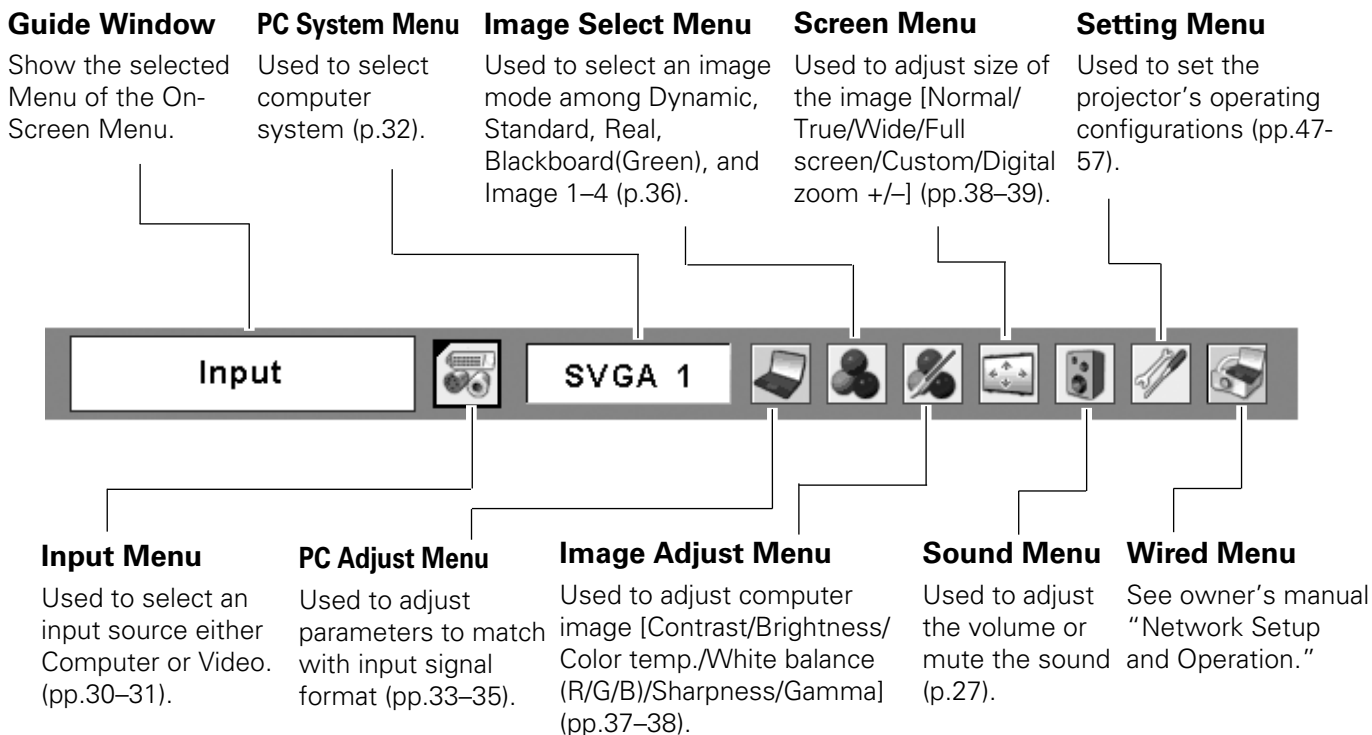 Guide Window
Show the selected
Menu of the On-
Screen Menu.
PC System Menu
Used to select
computer
system (p.32).
Image Select Menu
Used to select an image
mode among Dynamic,
Standard, Real,
Blackboard(Green), and
Image 1–4 (p.36).
Screen Menu
Used to adjust size of
the image [Normal/
True/Wide/Full
screen/Custom/Digital
zoom +/–] (pp.38–39).
Setting Menu
Used to set the
projector’s operating
configurations (pp.47-
57).
Input
SVGA 1
Input Menu
Used to select an
input source either
Computer or Video.
(pp.30–31).
PC Adjust Menu
Used to adjust
parameters to match
with input signal
format (pp.33–35).
Image Adjust Menu
Used to adjust computer
image [Contrast/Brightness/
Color temp./White balance
(R/G/B)/Sharpness/Gamma]
(pp.37–38).
Sound Menu
Used to adjust
the volume or
mute the sound
(p.27).
Wired Menu
See owner’s manual
“Network Setup
and Operation.”